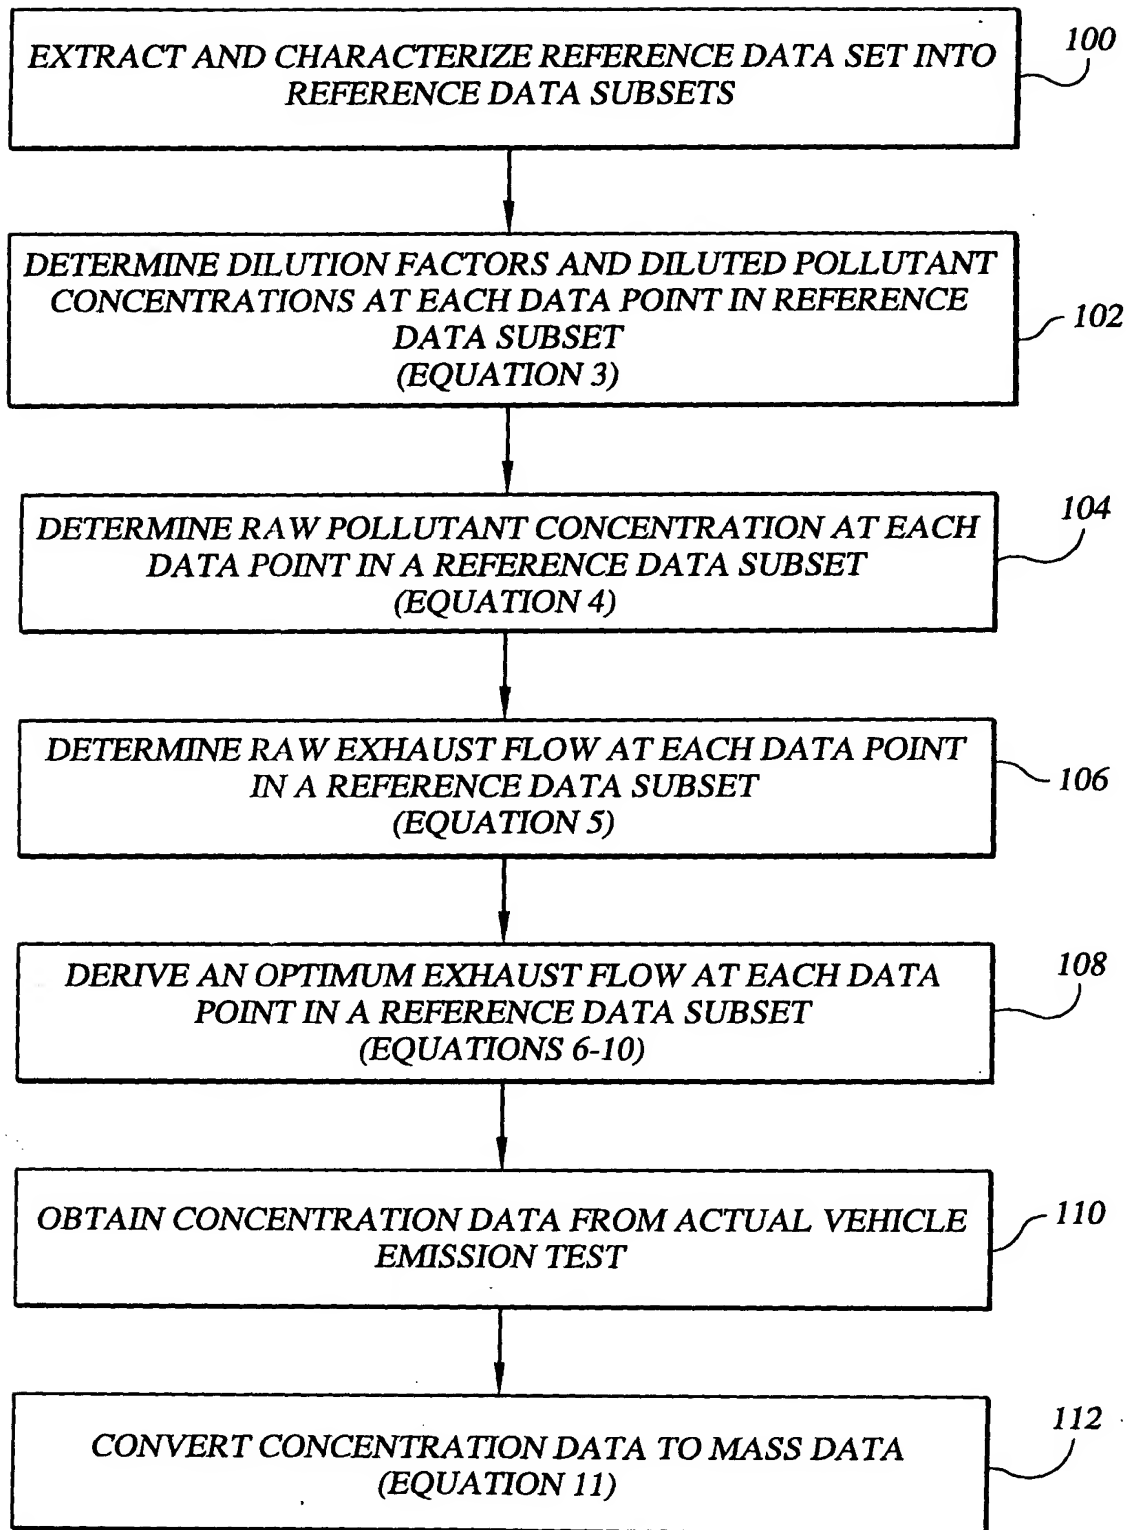 EXTRACT AND CHARACTERIZE REFERENCE DATA SET INTO
REFERENCE DATA SUBSETS
100
DETERMINE DILUTION FACTORS AND DILUTED POLLUTANT
CONCENTRATIONS AT EACH DATA POINT IN REFERENCE
DATA SUBSET
(EQUATION 3)
102
DETERMINE RAW POLLUTANT CONCENTRATION AT EACH
DATA POINT IN A REFERENCE DATA SUBSET
(EQUATION 4)
104
DETERMINE RAW EXHAUST FLOW AT EACH DATA POINT
IN A REFERENCE DATA SUBSET
(EQUATION 5)
106
DERIVE AN OPTIMUM EXHAUST FLOW AT EACH DATA
POINT IN A REFERENCE DATA SUBSET
(EQUATIONS 6-10)
108
OBTAIN CONCENTRATION DATA FROM ACTUAL VEHICLE
EMISSION TEST
110
CONVERT CONCENTRATION DATA TO MASS DATA
(EQUATION 11)
112